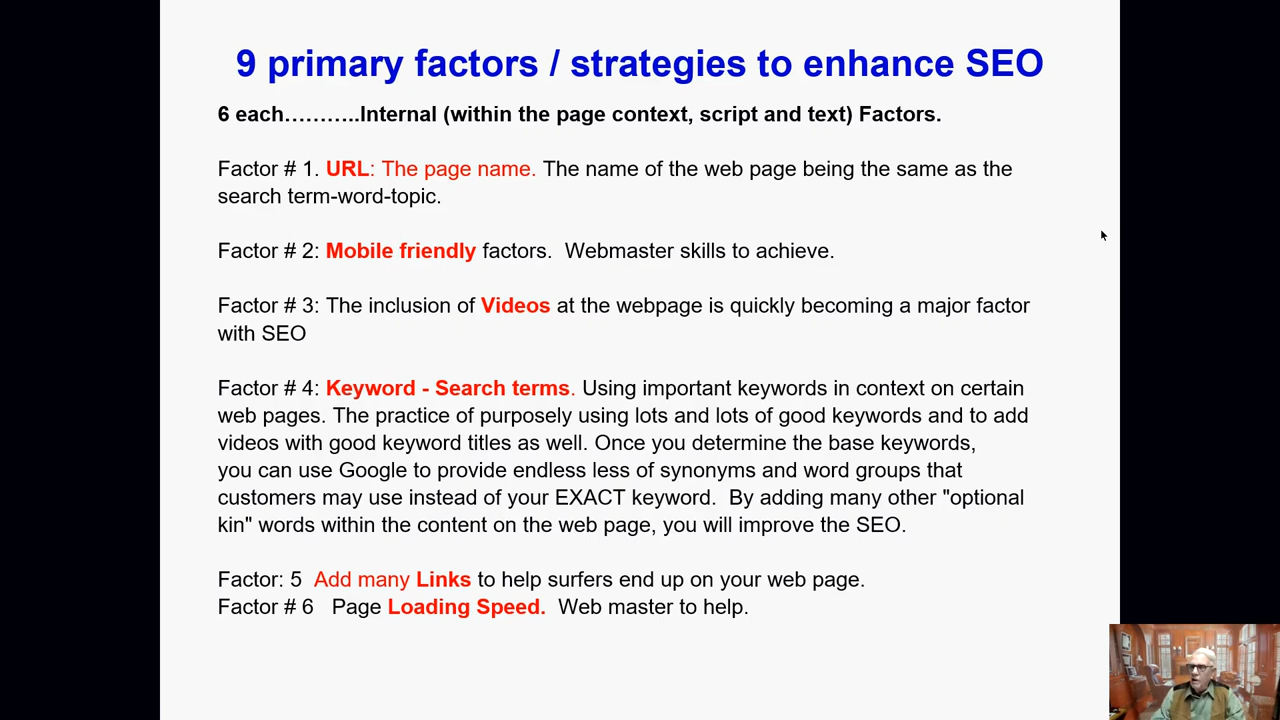 9 primary factors / strategies to enhance SEO
6 each………..Internal (within the page context, script and text) Factors.
Factor # 1. URL: The page name. The name of the web page being the same as the
search term-word-topic.
Factor # 2: Mobile friendly factors.  Webmaster skills to achieve.
Factor # 3: The inclusion of Videos at the webpage is quickly becoming a major factor
with SEO
Factor # 4: Keyword - Search terms. Using important keywords in context on certain
web pages. The practice of purposely using lots and lots of good keywords and to add
videos with good keyword titles as well. Once you determine the base keywords,
you can use Google to provide endless less of synonyms and word groups that
customers may use instead of your EXACT keyword.  By adding many other "optional
kin" words within the content on the web page, you will improve the SEO.
Factor: 5  Add many Links to help surfers end up on your web page.
Factor # 6   Page Loading Speed.  Web master to help.